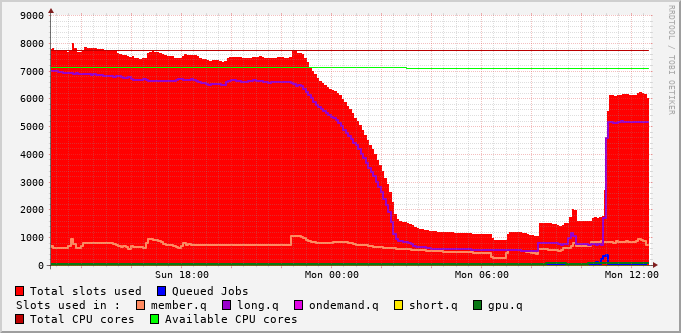 9000
8000
7000
6000
5000
4000
3000
2000
1000
0
Sun 18:00 Mon 00:00 Mon 06:00 Mon 12:00
Total slots used Queued Jobs
Slots used in : member.q long.q ondemand.q short.q gpu.q
Total CPU cores Available CPU cores
RRDTOOL / TOBI OETIKER